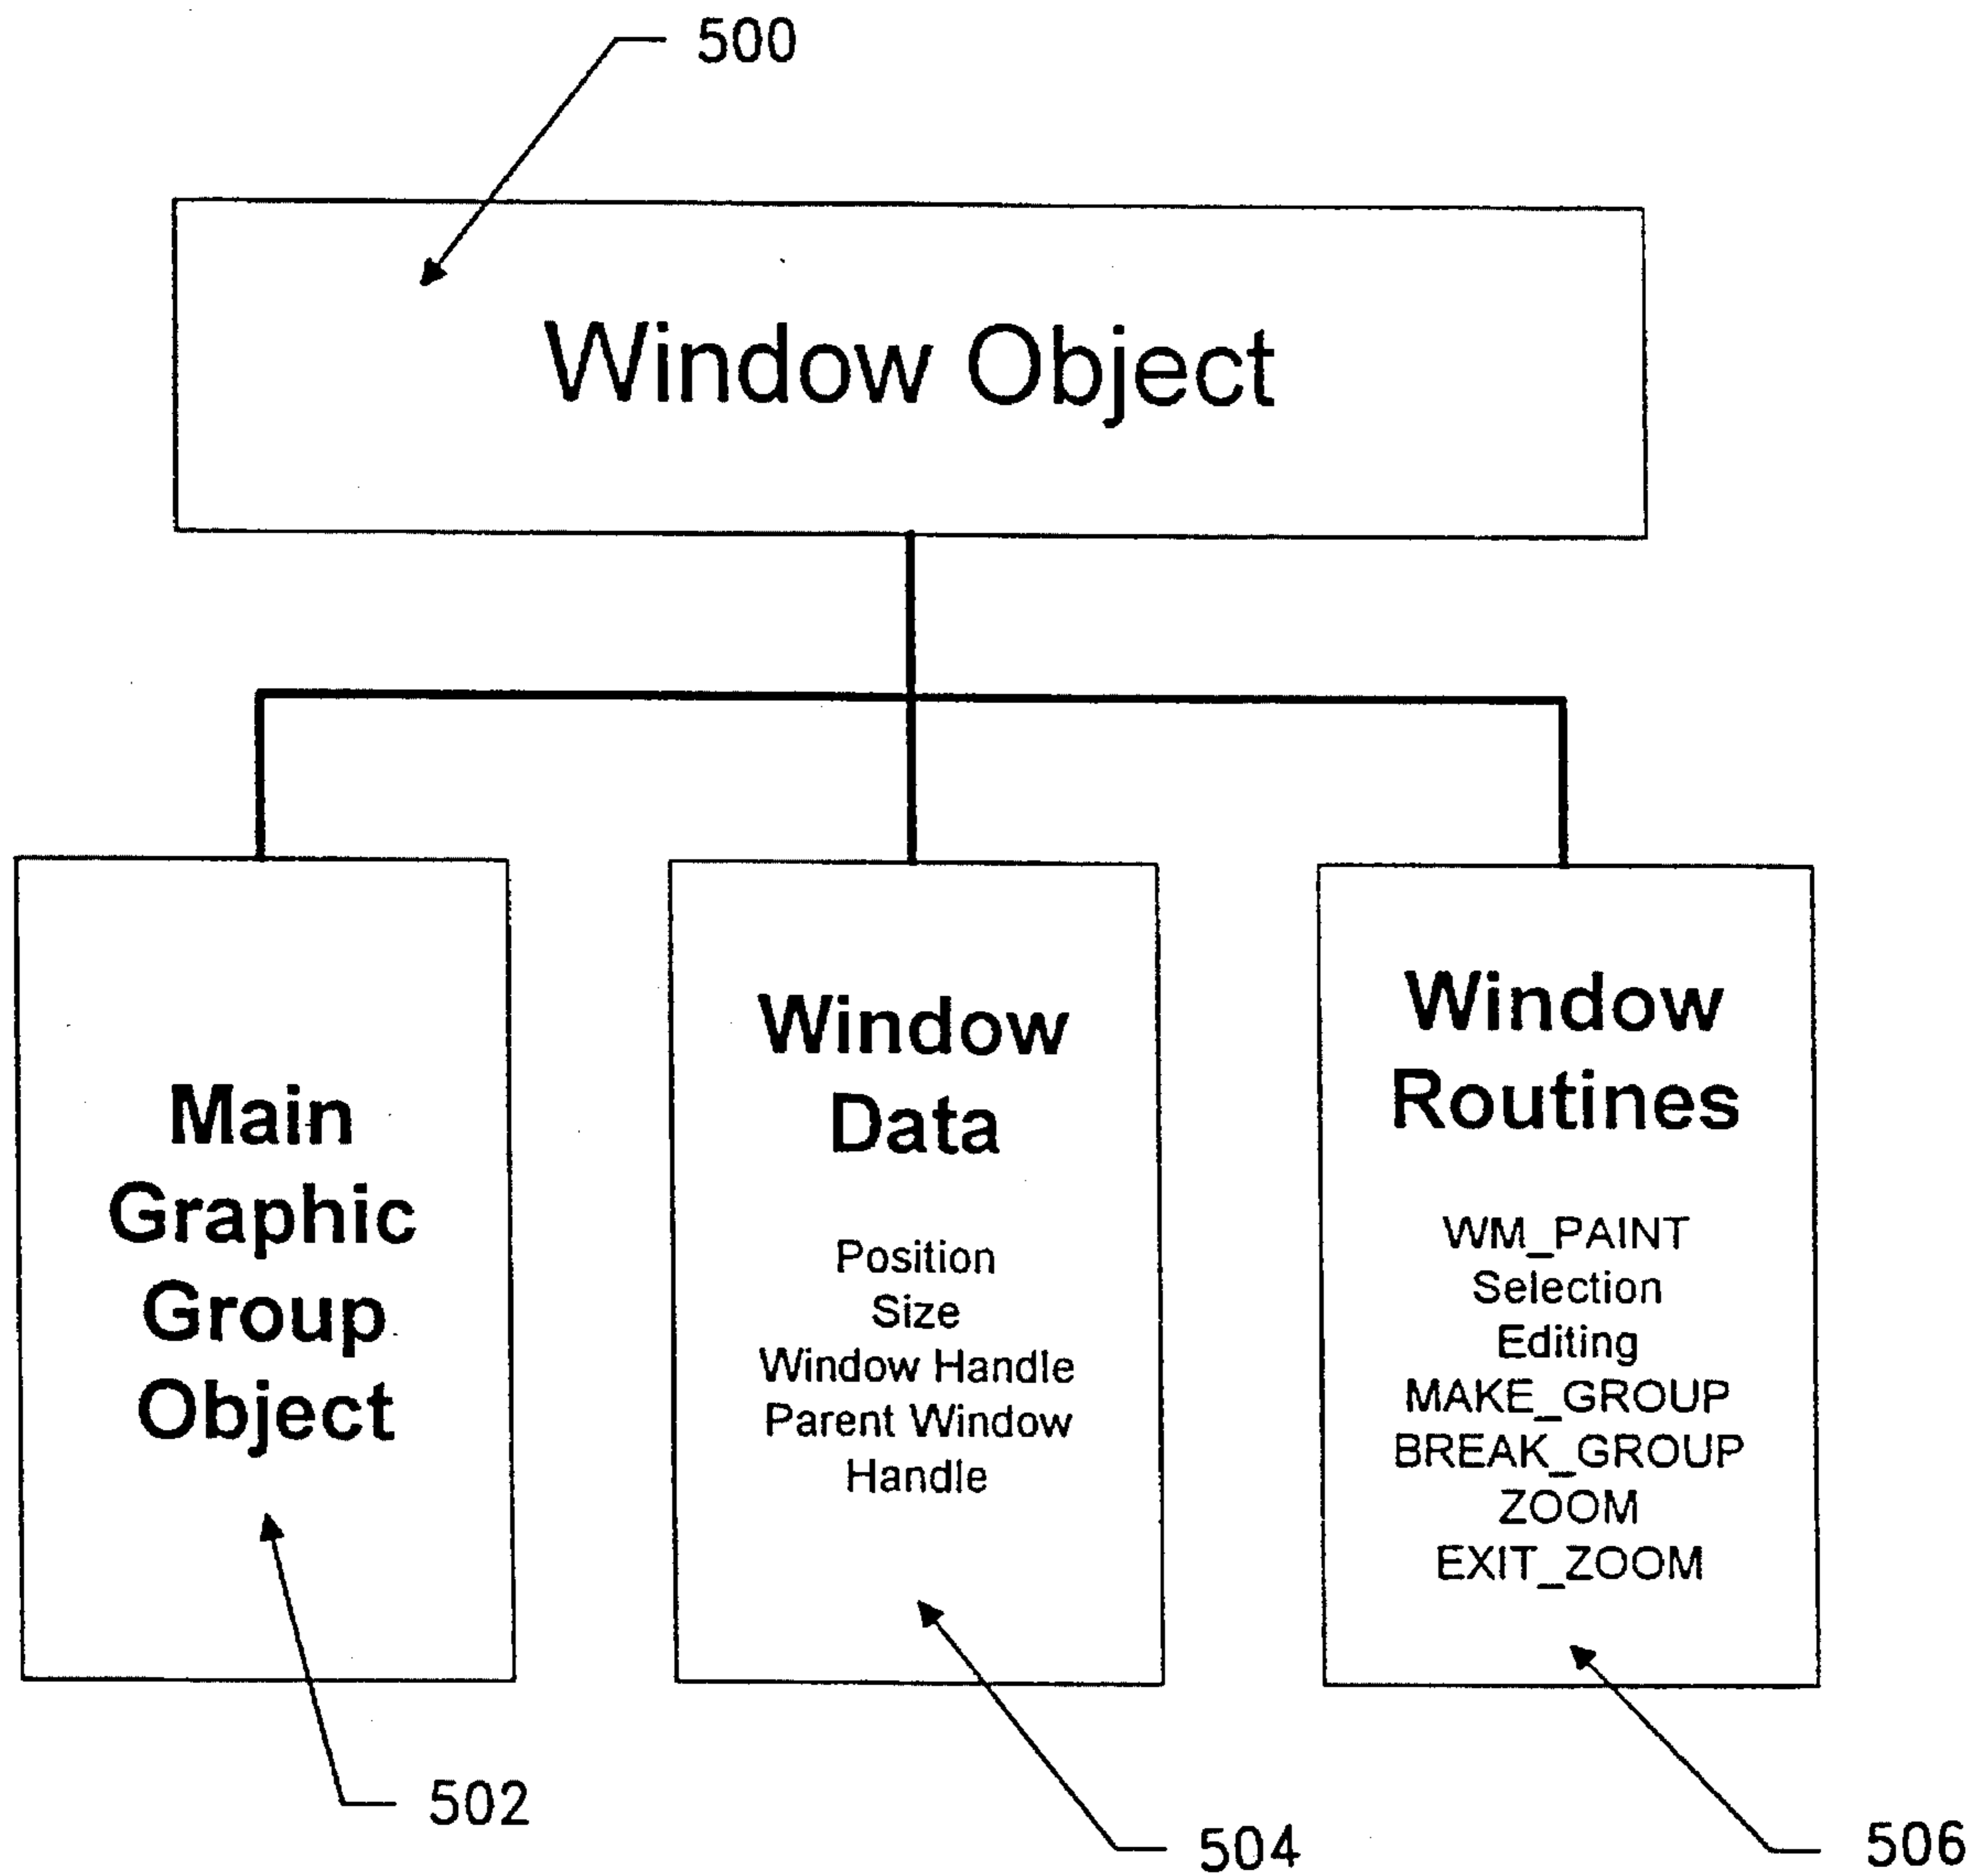 500
Window Object
Main
Graphic
Group
Object
Window
Data
Position
Size
Window Handle
Parent Window
Handle
Window
Routines
WM_PAINT
Selection
Editing
MAKE_GROUP
BREAK_GROUP
ZOOM
EXIT_ZOOM
502
504
506